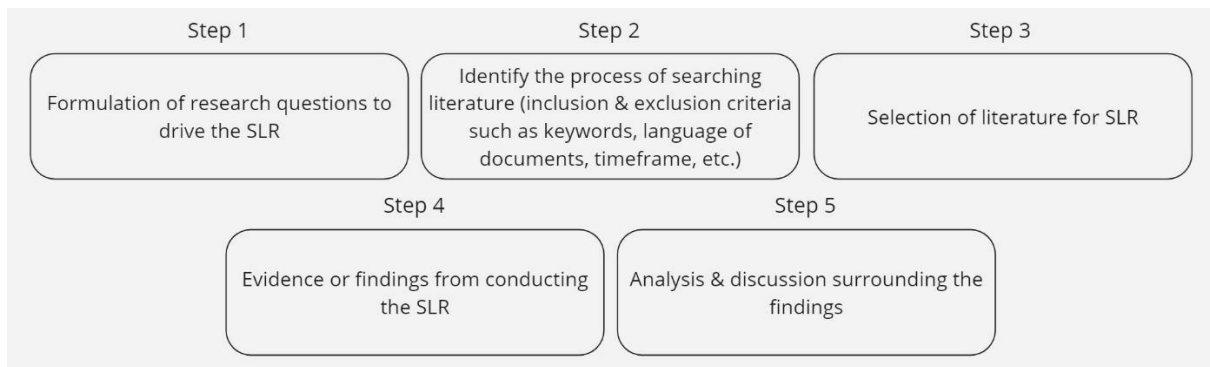 Step 1
Formulation of research questions to
drive the SLR
Step 2
Identify the process of searching
literature (inclusion & exclusion criteria
such as keywords, language of
documents, timeframe, etc.)
Step 3
Selection of literature for SLR
Step 4
Evidence or findings from conducting
the SLR
Step 5
Analysis & discussion surrounding the
findings